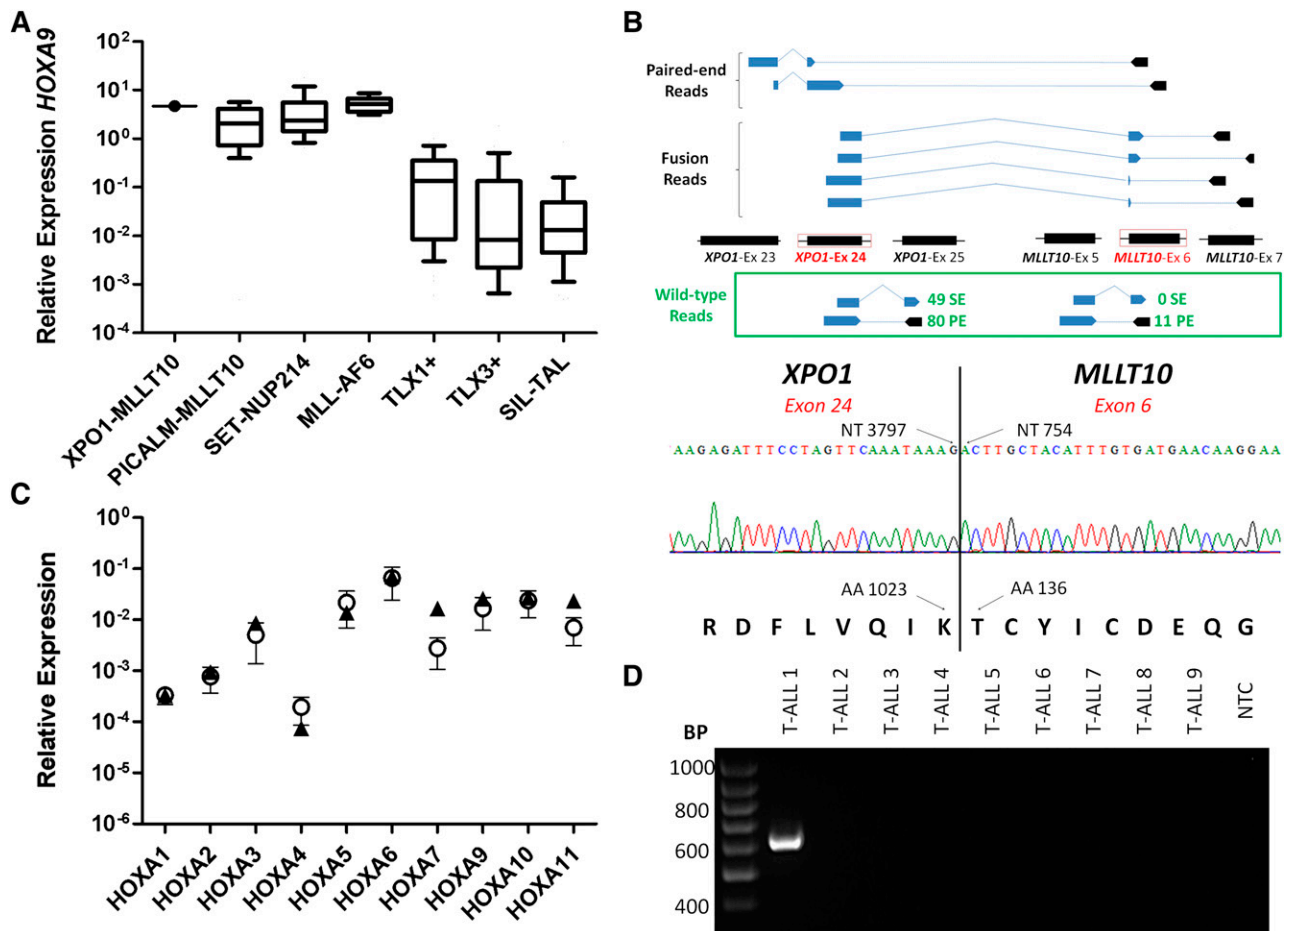 A
Relative Expression HOXA9
10²
10¹
10⁰
10⁻¹
10⁻²
10⁻³
10⁻⁴
XPO1-MLLT10
PICALM-MLLT10
SET-NUP214
MLL-AF6
TLX1+
TLX3+
SIL-TAL
B
Paired-end
Reads
Fusion
Reads
XPO1-Ex 23
XPO1-Ex 24
XPO1-Ex 25
MLLT10-Ex 5
MLLT10-Ex 6
MLLT10-Ex 7
Wild-type
Reads
49 SE
80 PE
0 SE
11 PE
XPO1
MLLT10
Exon 24
Exon 6
NT 3797
NT 754
AAGAGATTTCCTAGTTCAAATAAAGACTTGCTACATTTGTGATGAACAAGGAA
AA 1023
AA 136
R D F L V Q I K T C Y I C D E Q G
C
Relative Expression
10⁰
10⁻¹
10⁻²
10⁻³
10⁻⁴
10⁻⁵
10⁻⁶
HOXA1
HOXA2
HOXA3
HOXA4
HOXA5
HOXA6
HOXA7
HOXA9
HOXA10
HOXA11
D
T-ALL 1
T-ALL 2
T-ALL 3
T-ALL 4
T-ALL 5
T-ALL 6
T-ALL 7
T-ALL 8
T-ALL 9
NTC
BP
1000
800
600
400